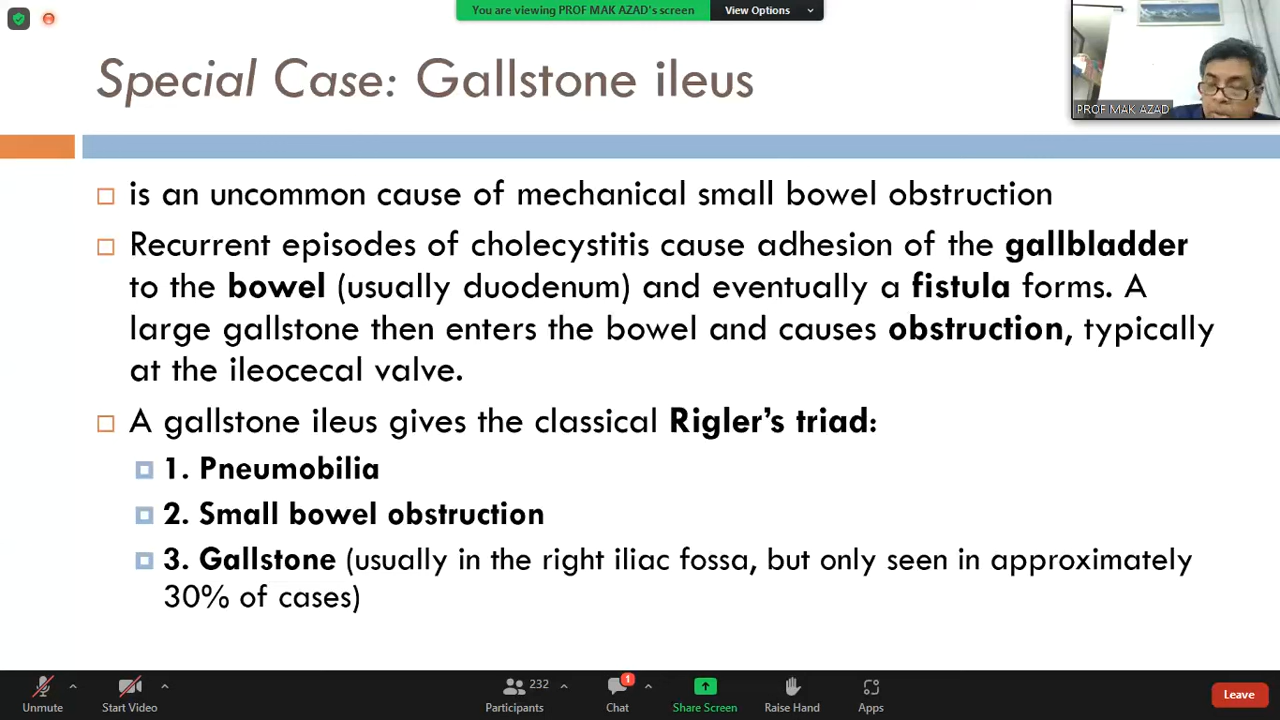 You are viewing PROF MAK AZAD's screen
View Options
Special Case: Gallstone ileus
PROF MAK AZAD
is an uncommon cause of mechanical small bowel obstruction
Recurrent episodes of cholecystitis cause adhesion of the gallbladder
to the bowel (usually duodenum) and eventually a fistula forms. A
large gallstone then enters the bowel and causes obstruction, typically
at the ileocecal valve.
A gallstone ileus gives the classical Rigler's triad:
1. Pneumobilia
2. Small bowel obstruction
3. Gallstone (usually in the right iliac fossa, but only seen in approximately
30% of cases)
Unmute
Start Video
232
Participants
1
Chat
Share Screen
Raise Hand
Apps
Leave